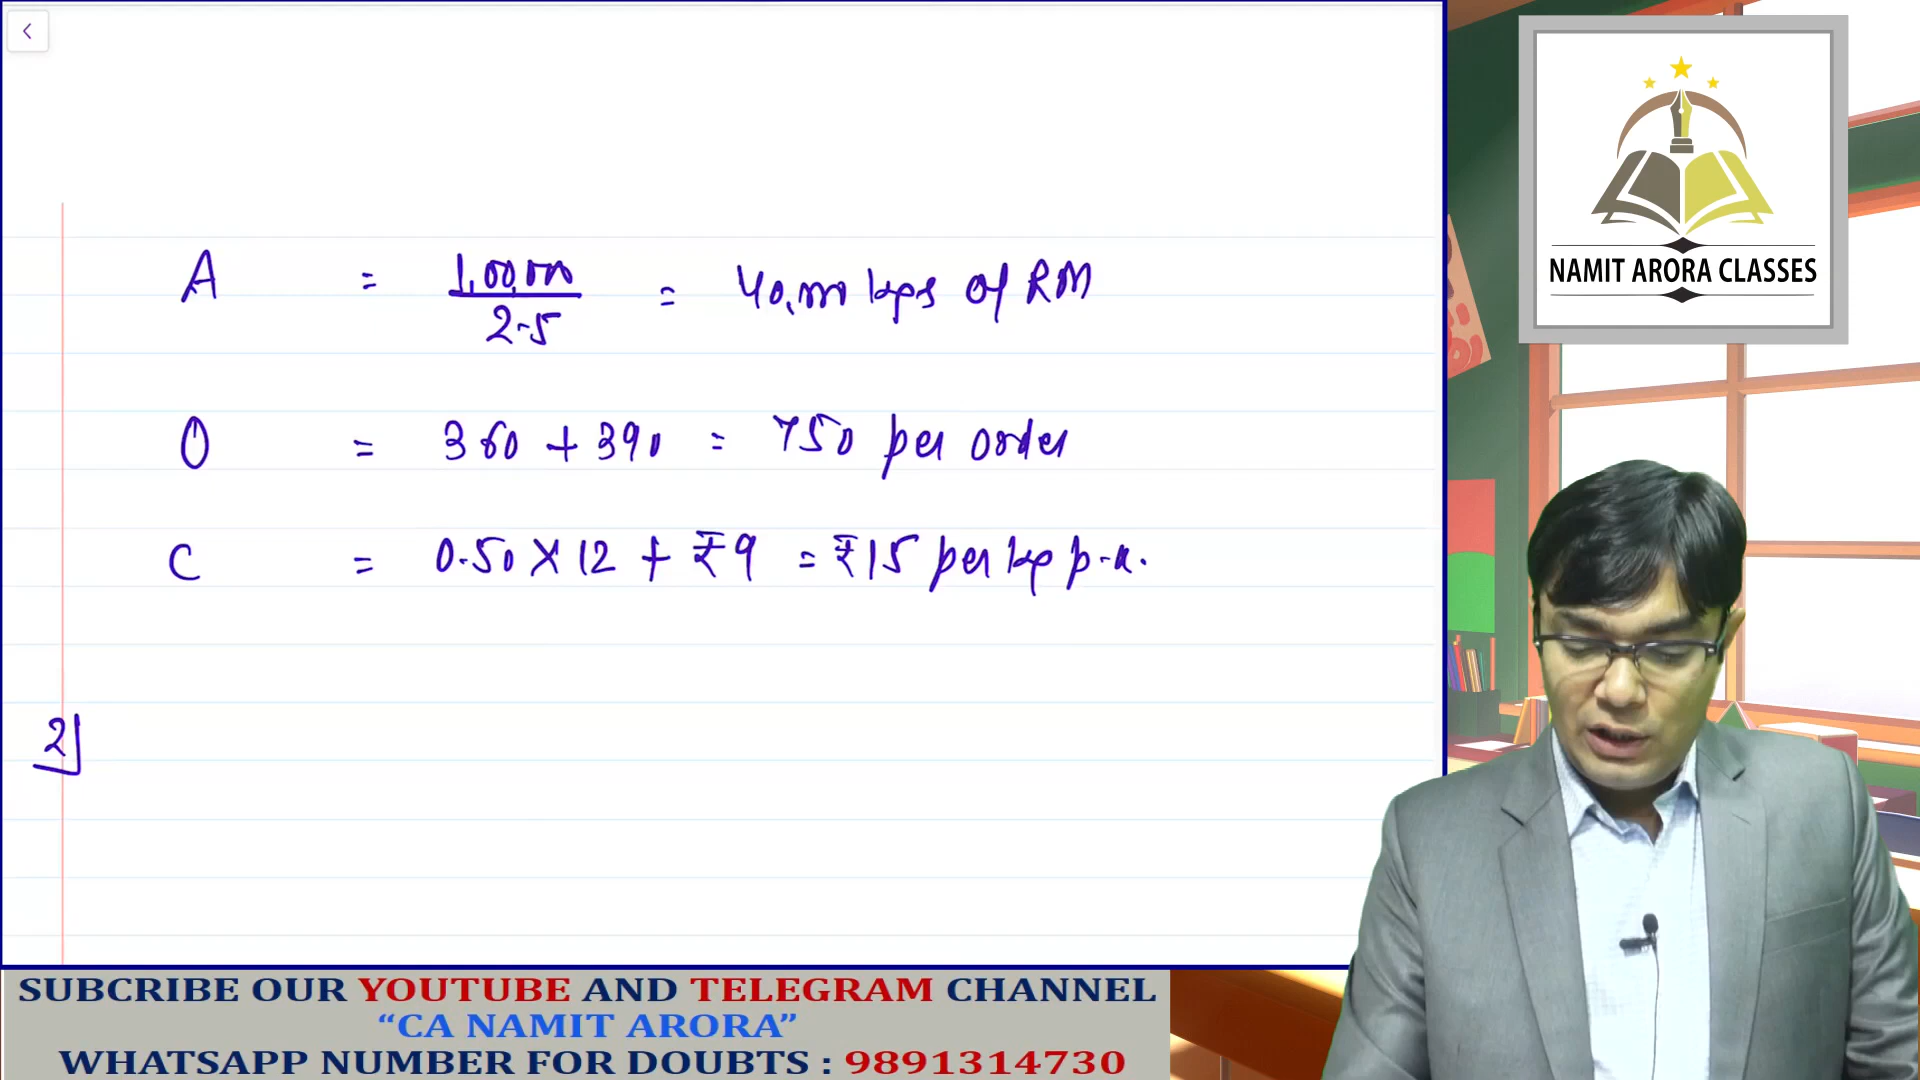 A = 1,00,000 / 2.5 = 40,000 kgs of RM
O = 360 + 390 = 750 per order
C = 0.50 × 12 + ₹9 = ₹15 per kg p.a.
2
NAMIT ARORA CLASSES
SUBCRIBE OUR YOUTUBE AND TELEGRAM CHANNEL
“CA NAMIT ARORA”
WHATSAPP NUMBER FOR DOUBTS : 9891314730